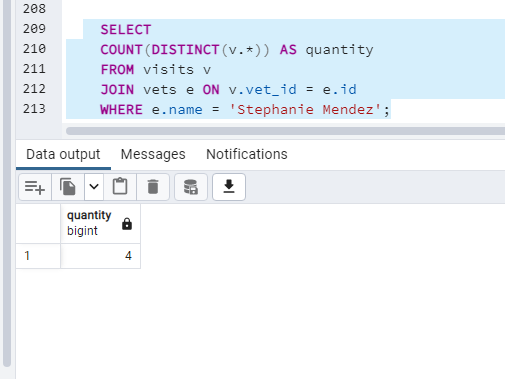 208
209 SELECT
210 COUNT(DISTINCT(v.*)) AS quantity
211 FROM visits v
212 JOIN vets e ON v.vet_id = e.id
213 WHERE e.name = 'Stephanie Mendez';
Data output Messages Notifications
quantity
bigint
1 4